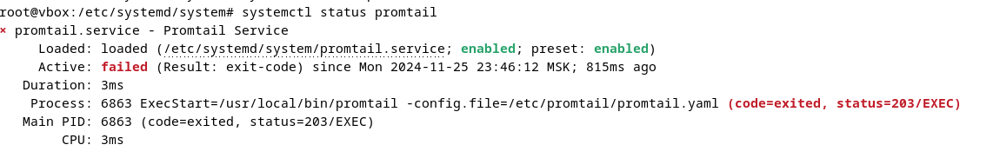 root@vbox:/etc/systemd/system# systemctl status promtail
× promtail.service - Promtail Service
Loaded: loaded (/etc/systemd/system/promtail.service; enabled; preset: enabled)
Active: failed (Result: exit-code) since Mon 2024-11-25 23:46:12 MSK; 815ms ago
Duration: 3ms
Process: 6863 ExecStart=/usr/local/bin/promtail -config.file=/etc/promtail/promtail.yaml (code=exited, status=203/EXEC)
Main PID: 6863 (code=exited, status=203/EXEC)
CPU: 3ms